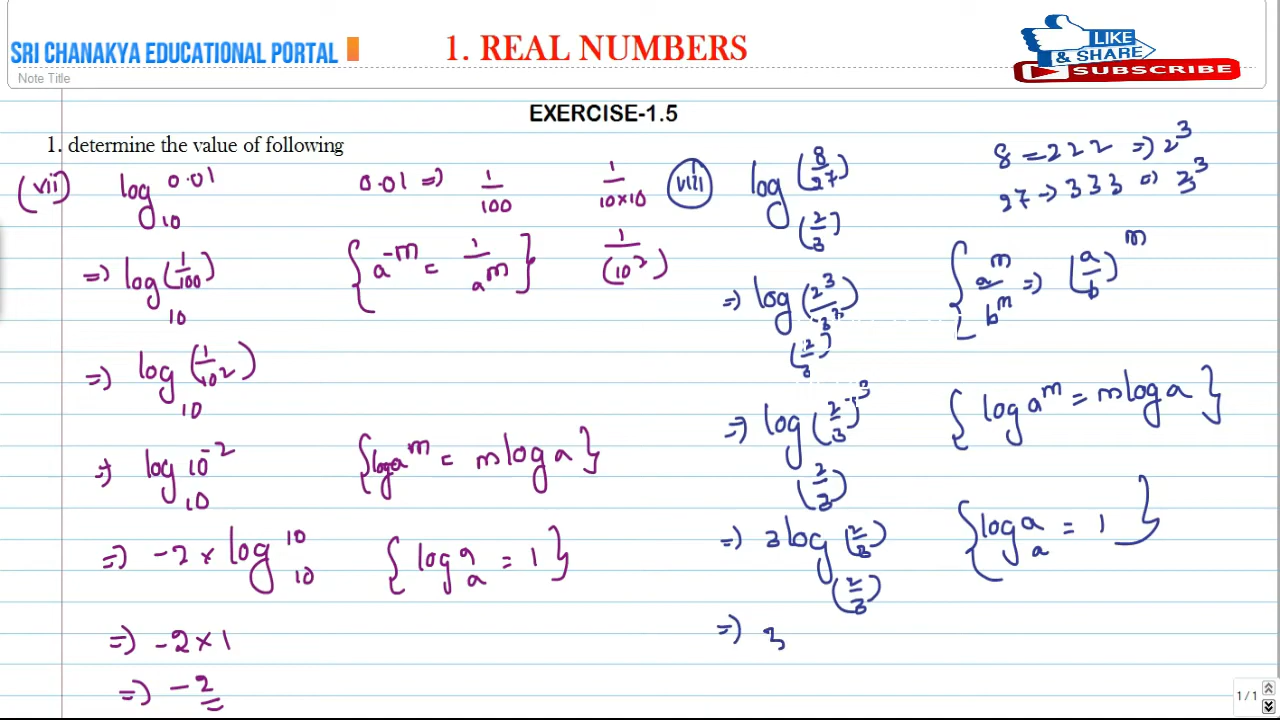 SRI CHANAKYA EDUCATIONAL PORTAL
1. REAL NUMBERS
LIKE
& SHARE
SUBSCRIBE
Note Title
EXERCISE-1.5
1. determine the value of following
(vii) log₁₀ 0.01
0.01 ⇒ 1/100
1/(10×10)
1/(10²)
⇒ log₁₀ (1/100)
{a⁻ᵐ = 1/aᵐ}
⇒ log₁₀ (1/10²)
⇒ log₁₀ 10⁻²
{log aᵐ = m log a}
⇒ -2 × log₁₀ 10
{logₐ a = 1}
⇒ -2 × 1
⇒ -2
(viii) log_(2/3) (8/27)
8 = 2 2 2 ⇒ 2³
27 → 3 3 3 ⇒ 3³
⇒ log_(2/3) (2³/3³)
{aᵐ/bᵐ ⇒ (a/b)ᵐ
⇒ log_(2/3) (2/3)³
{log aᵐ = m log a}
⇒ 3 log_(2/3) (2/3)
{logₐ a = 1}
⇒ 3
1 / 1